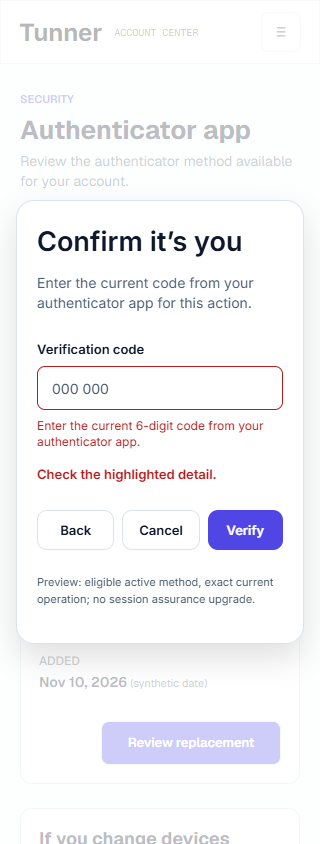 Tunner ACCOUNT CENTER
SECURITY
Authenticator app
Review the authenticator method available
for your account.
Confirm it's you
Enter the current code from your
authenticator app for this action.
Verification code
000 000
Enter the current 6-digit code from your
authenticator app.
Check the highlighted detail.
Back Cancel Verify
Preview: eligible active method, exact current
operation; no session assurance upgrade.
ADDED
Nov 10, 2026 (synthetic date)
Review replacement
If you change devices